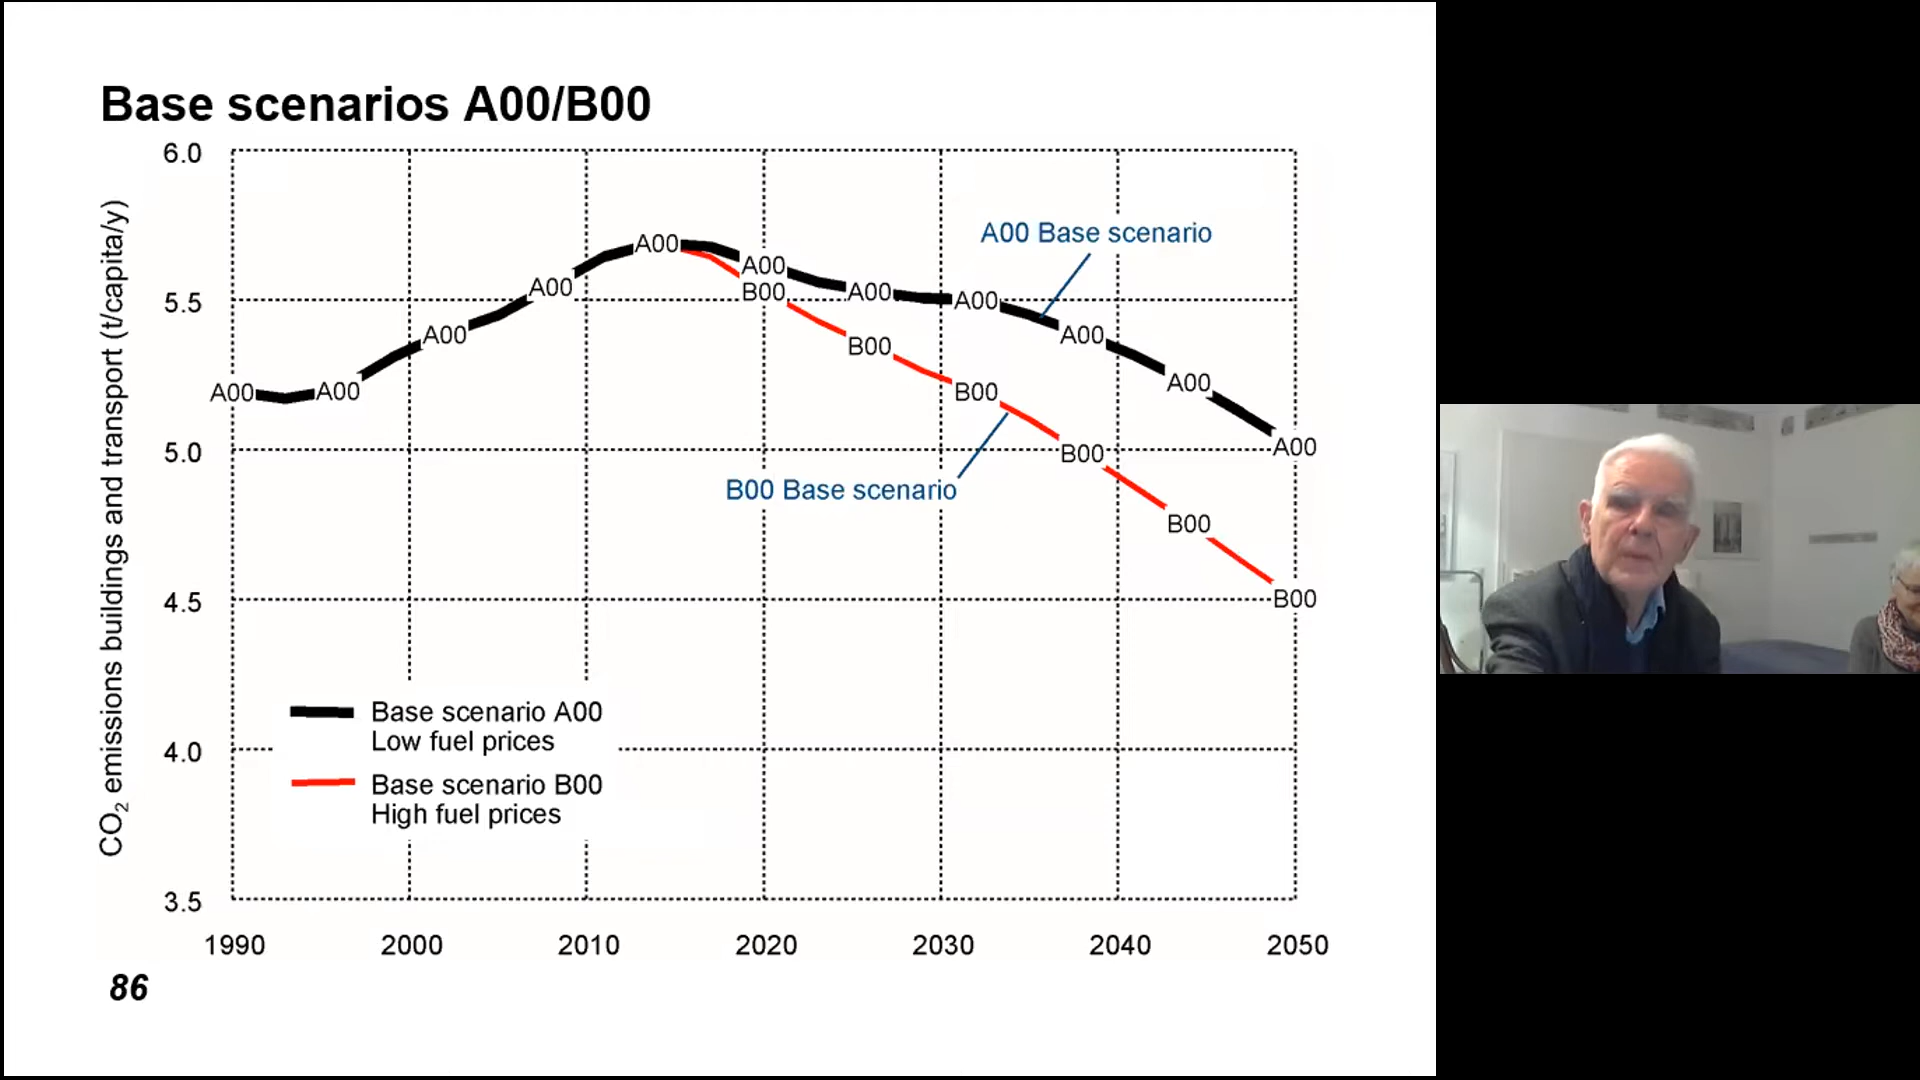 Base scenarios A00/B00
CO₂ emissions buildings and transport (t/capita/y)
6.0
5.5
5.0
4.5
4.0
3.5
1990 2000 2010 2020 2030 2040 2050
A00 A00 A00 A00 A00 A00 A00 A00 A00 A00 A00
B00 B00 B00 B00 B00 B00
A00 Base scenario
B00 Base scenario
Base scenario A00
Low fuel prices
Base scenario B00
High fuel prices
86